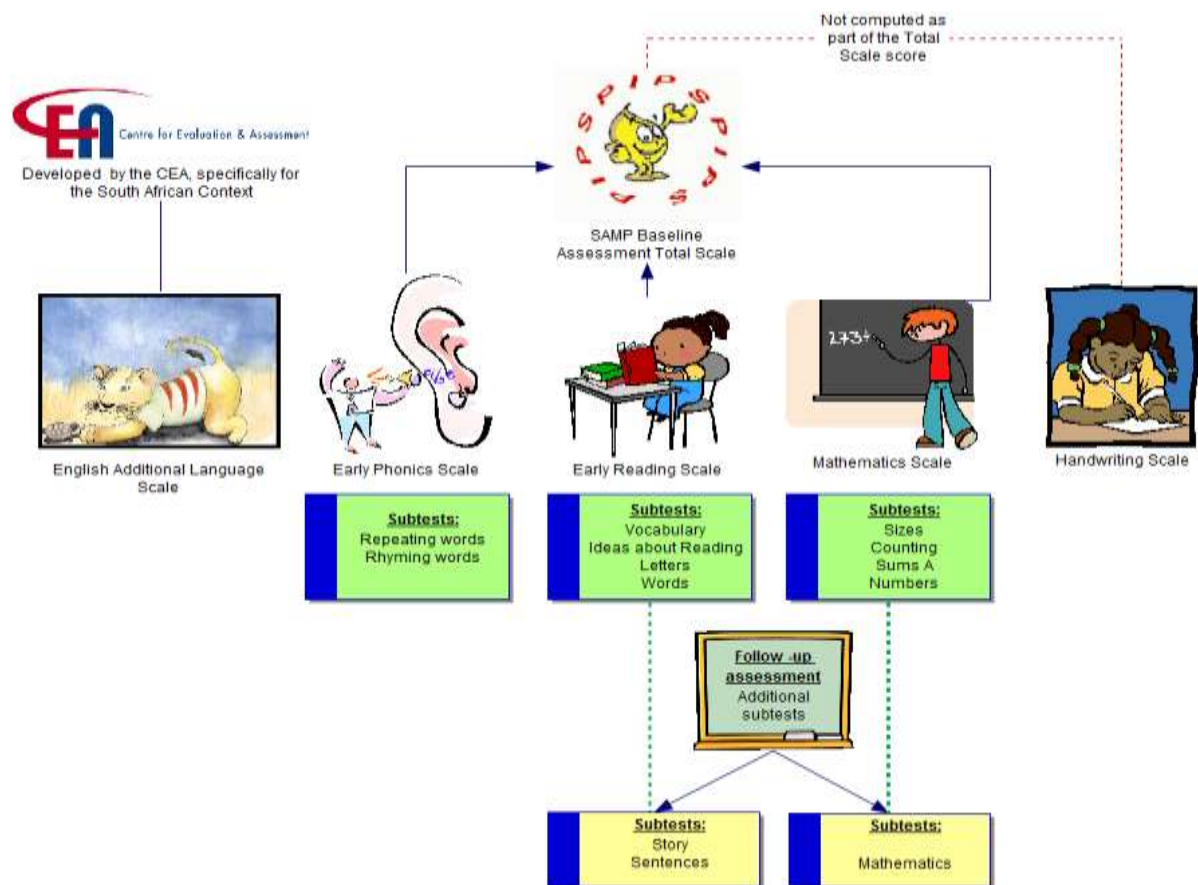 Not computed as
part of the Total
Scale score
PIPSPIPSPIPS
CEA Centre for Evaluation & Assessment
Developed by the CEA, specifically for
the South African Context
SAMP Baseline
Assessment Total Scale
273+
English Additional Language
Scale
Early Phonics Scale
Early Reading Scale
Mathematics Scale
Handwriting Scale
Subtests:
Repeating words
Rhyming words
Subtests:
Vocabulary
Ideas about Reading
Letters
Words
Subtests:
Sizes
Counting
Sums A
Numbers
Follow -up
assessment
Additional
subtests
Subtests:
Story
Sentences
Subtests:
Mathematics